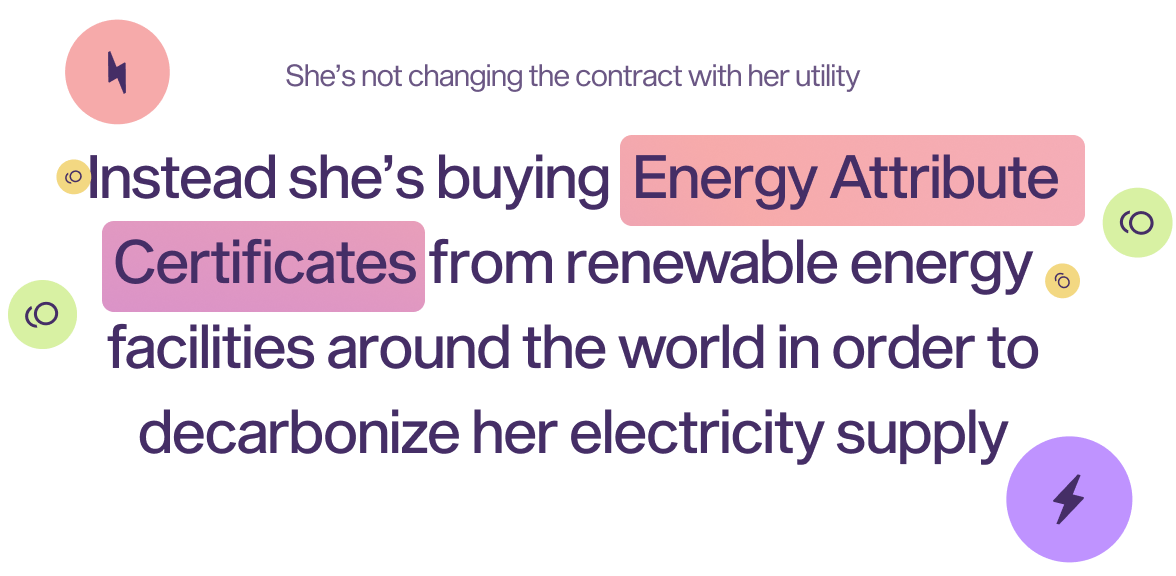 She’s not changing the contract with her utility
Instead she’s buying Energy Attribute
Certificates from renewable energy
facilities around the world in order to
decarbonize her electricity supply